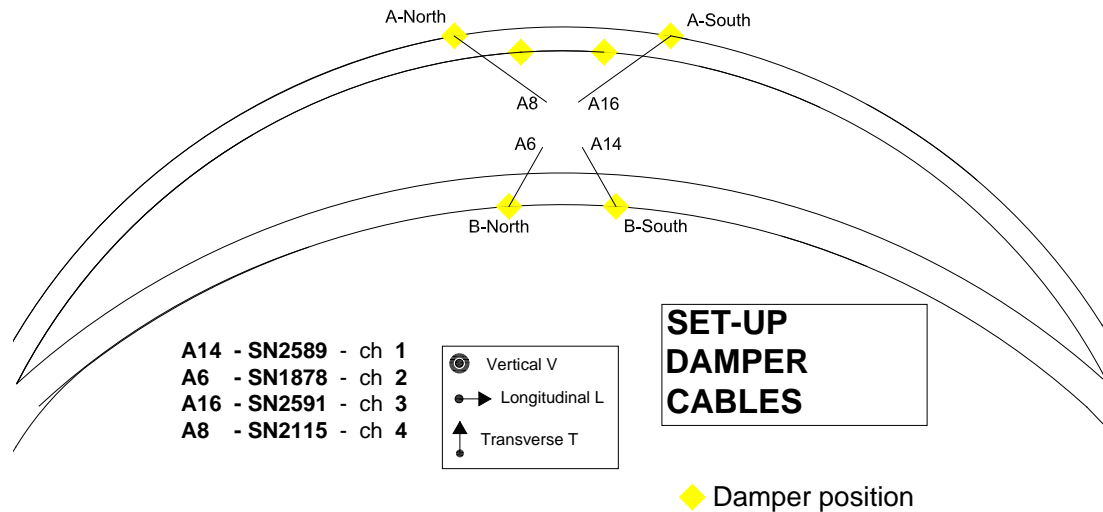 A-North
A-South
A8
A16
A6
A14
B-North
B-South
A14 - SN2589 - ch 1
A6 - SN1878 - ch 2
A16 - SN2591 - ch 3
A8 - SN2115 - ch 4
Vertical V
Longitudinal L
Transverse T
SET-UP
DAMPER
CABLES
Damper position